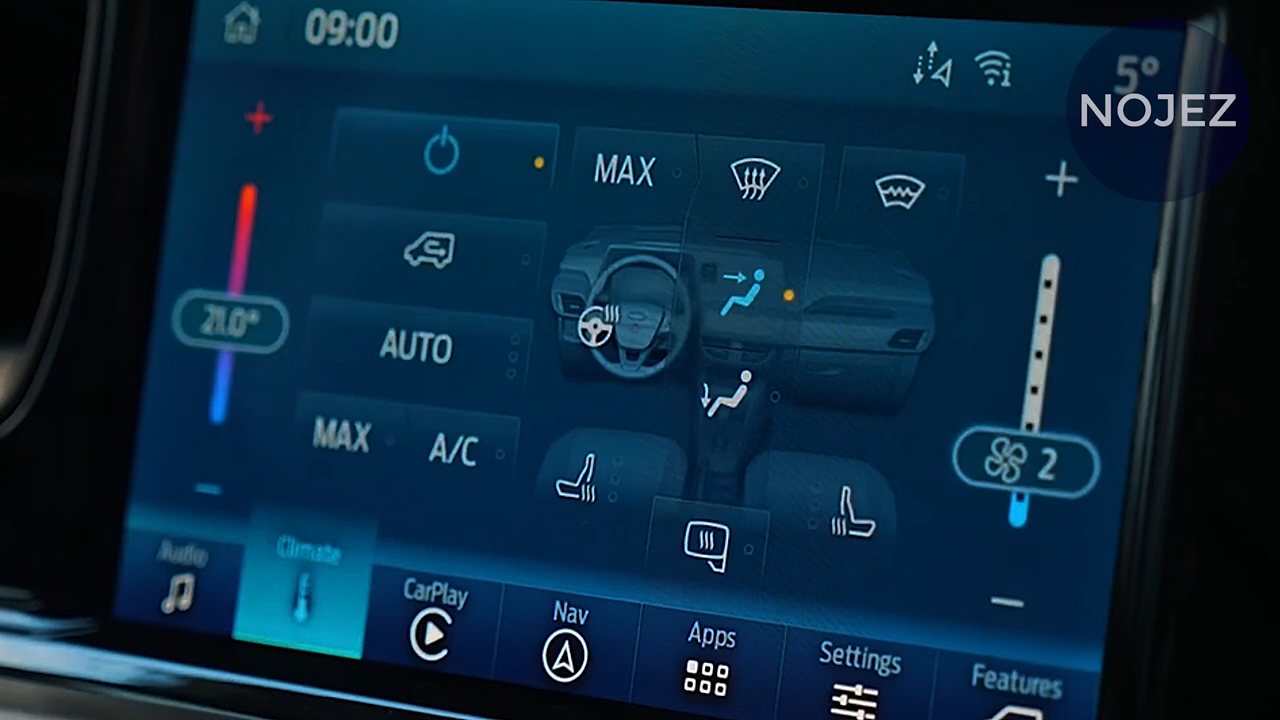 09:00
5°
NOJEZ
MAX
21.0°
AUTO
MAX
A/C
2
Audio
Climate
CarPlay
Nav
Apps
Settings
Features